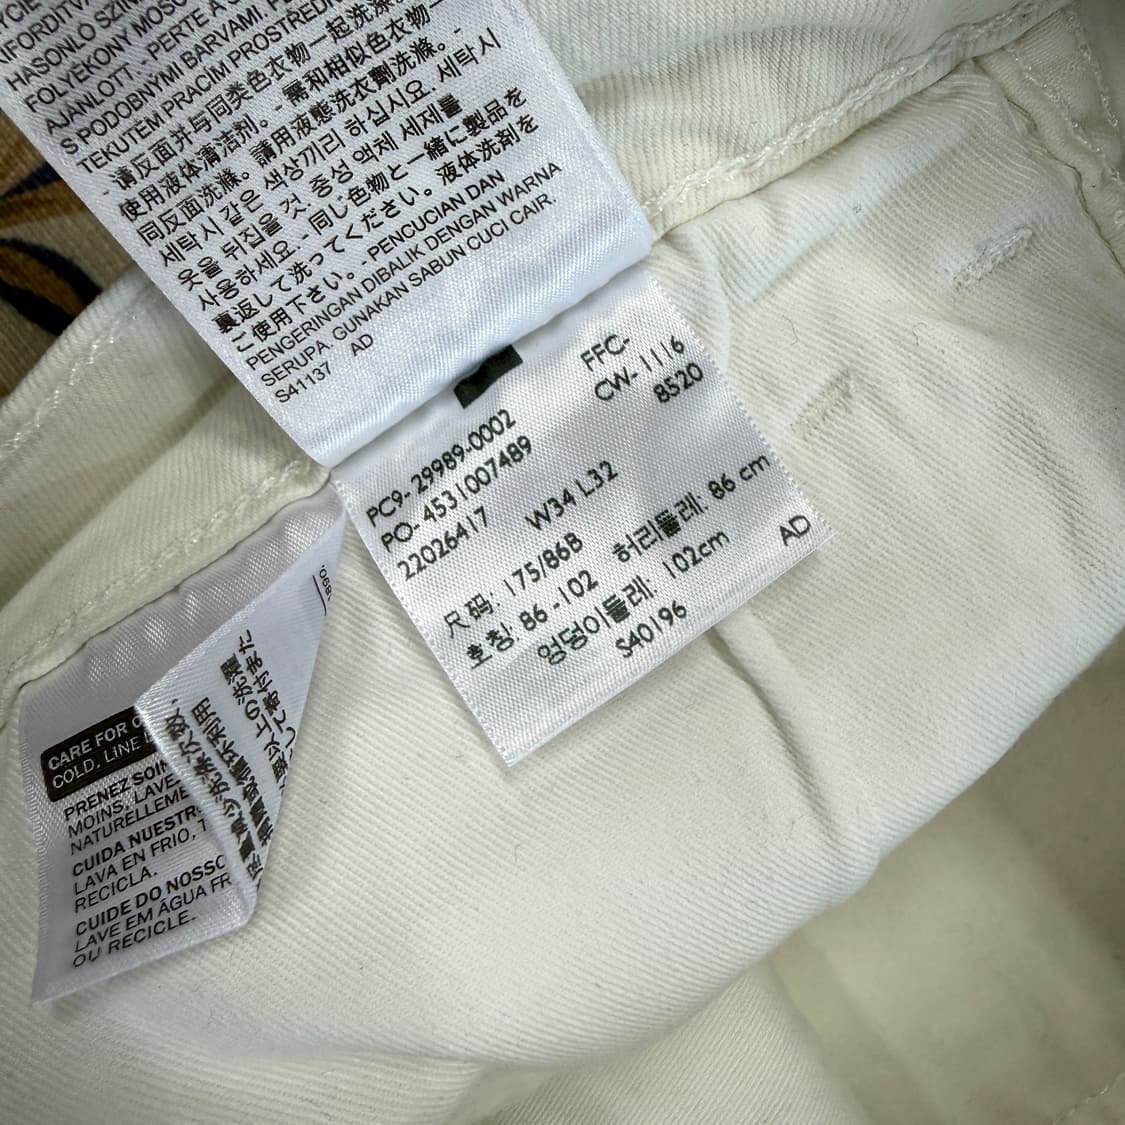 HASONLO SZÍN
FOLYÉKONY MOSÓ
AJÁNLOTT. - PERTE A
SPODOBNÝMI BARVAMI.
TEKUTÉM PRACÍM PROSTŘEDK
- 请反面并与同类色衣物一起洗涤。
使用液体清洁剂。- 需和相似色衣物一
同反面洗滌。請用液態洗衣劑洗滌。-
세탁시 같은 색상끼리 하십시요. 세탁시
옷을 뒤집을 것 중성 액체 세제를
사용하세요. - 同じ色物と一緒に製品を
裏返して洗ってください。液体洗剤を
ご使用下さい。PENCUCIAN DAN
PENGERINGAN DIBALIK DENGAN WARNA
SERUPA. GUNAKAN SABUN CUCI CAIR.
S41137 AD
FFC-
CW-1116
8520
PC9-29989-0002
PO-4531007489
22026417 W34 L32
尺码: 175/86B
호칭: 86-102 허리둘레: 86 cm
엉덩이둘레: 102cm
S40196 AD
CARE FOR
COLD, LINE
PRENEZ SOIN
MOINS, LAVE
NATURELLEME
CUIDA NUESTR
LAVA EN FRÍO,
RECICLA.
CUIDE DO NOSSO
LAVE EM ÁGUA FR
OU RECICLE.